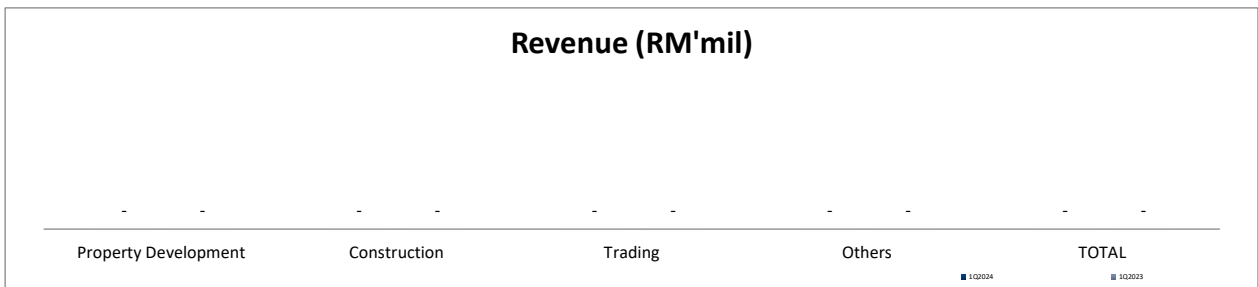 Revenue (RM'mil)
- - - - - - - - - -
Property Development Construction Trading Others TOTAL
1Q2024 1Q2023